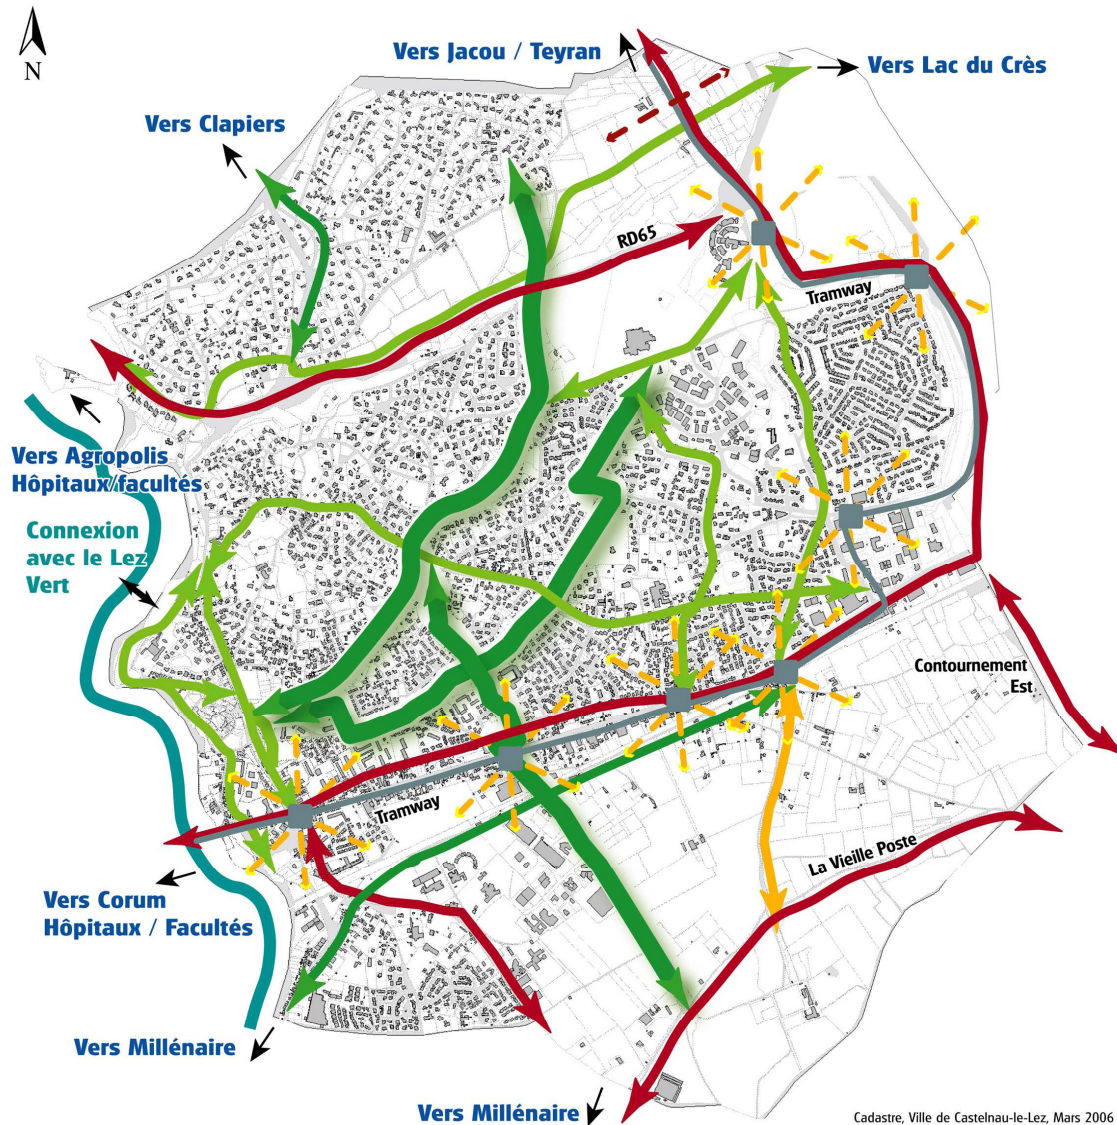 N
Vers Jacou / Teyran
Vers Lac du Crès
Vers Clapiers
RD65
Tramway
Vers Agropolis
Hôpitaux/facultés
Connexion
avec le Lez
Vert
Contournement
Est
Tramway
La Vieille Poste
Vers Corum
Hôpitaux / Facultés
Vers Millénaire
Vers Millénaire
Cadastre, Ville de Castelnau-le-Lez, Mars 2006